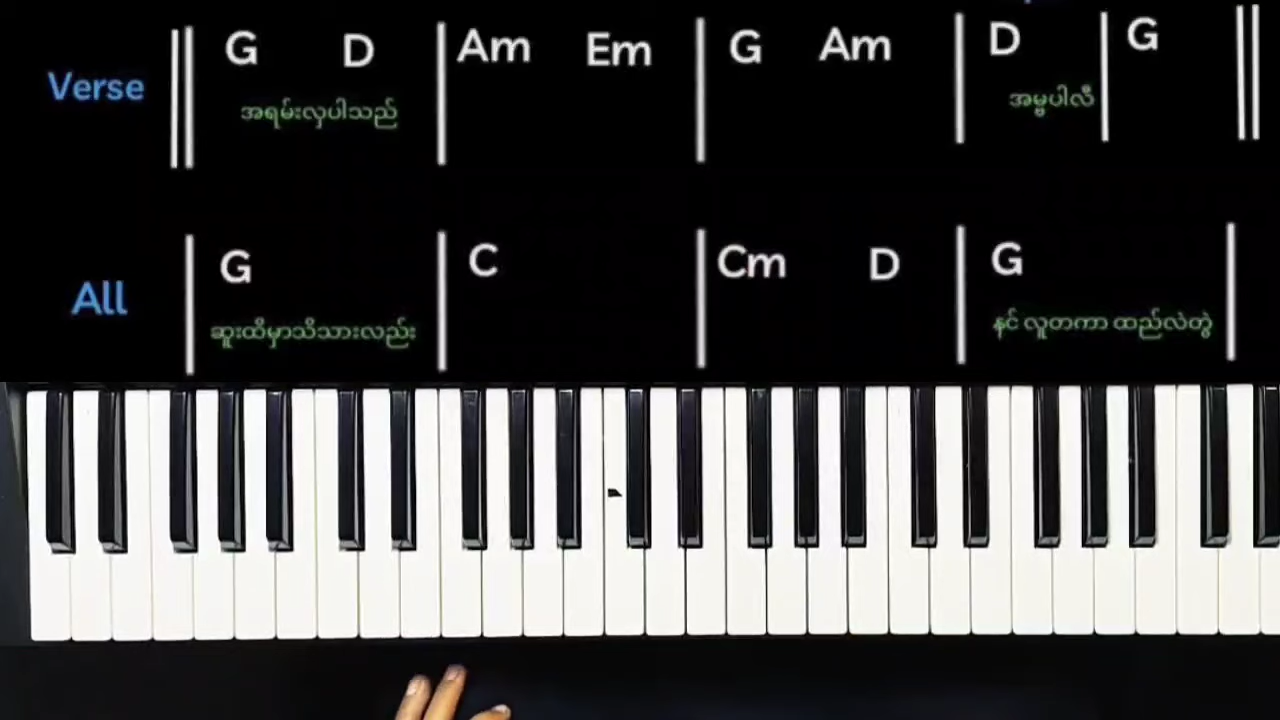 Verse G D Am Em G Am D G
အရမ်းလှပါသည် အမ္ဗပါလီ
All G C Cm D G
ဆူးထိမှာသိသားလည်း နင် လူတကာ ထည်လဲတွဲ